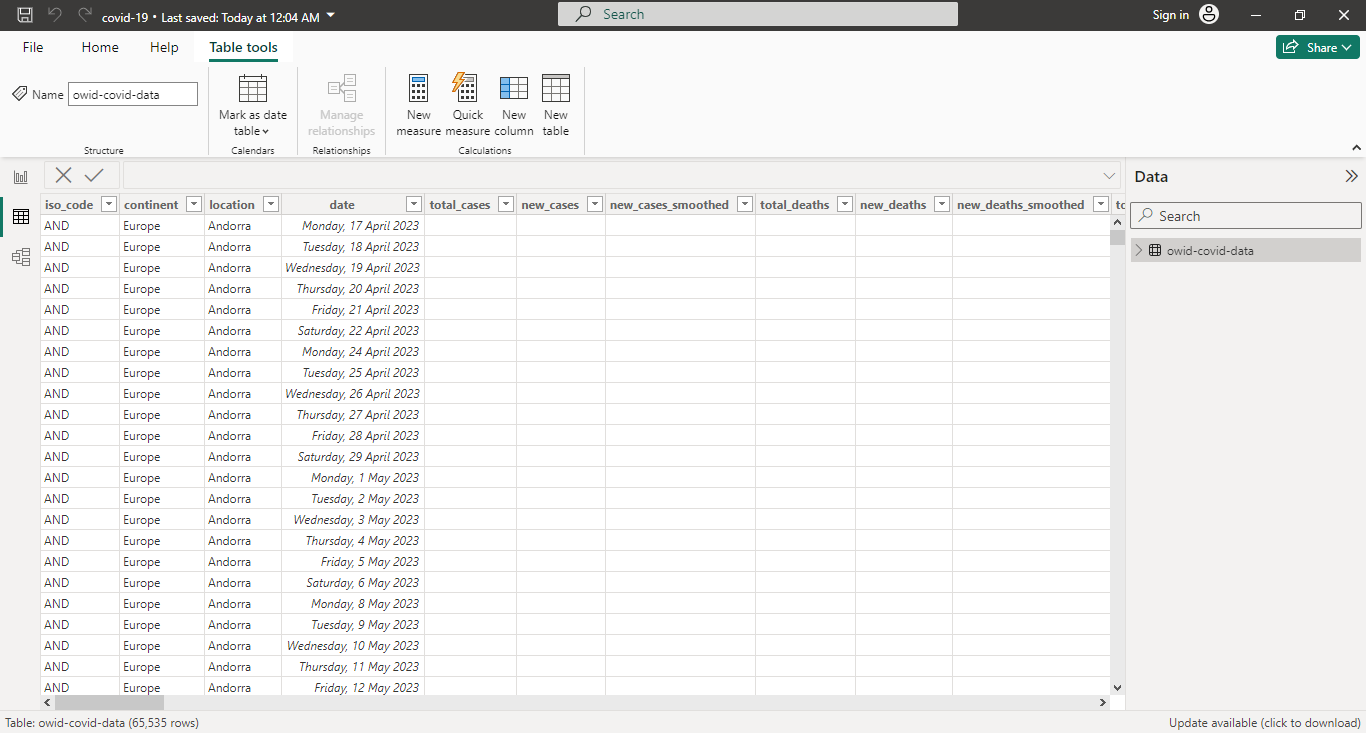 covid-19 • Last saved: Today at 12:04 AM
Search
Sign in
File Home Help Table tools
Share
Name owid-covid-data
Mark as date table
Manage relationships
New measure
Quick measure
New column
New table
Structure
Calendars
Relationships
Calculations
Data
Search
owid-covid-data
iso_code continent location date total_cases new_cases new_cases_smoothed total_deaths new_deaths new_deaths_smoothed
AND Europe Andorra Monday, 17 April 2023
AND Europe Andorra Tuesday, 18 April 2023
AND Europe Andorra Wednesday, 19 April 2023
AND Europe Andorra Thursday, 20 April 2023
AND Europe Andorra Friday, 21 April 2023
AND Europe Andorra Saturday, 22 April 2023
AND Europe Andorra Monday, 24 April 2023
AND Europe Andorra Tuesday, 25 April 2023
AND Europe Andorra Wednesday, 26 April 2023
AND Europe Andorra Thursday, 27 April 2023
AND Europe Andorra Friday, 28 April 2023
AND Europe Andorra Saturday, 29 April 2023
AND Europe Andorra Monday, 1 May 2023
AND Europe Andorra Tuesday, 2 May 2023
AND Europe Andorra Wednesday, 3 May 2023
AND Europe Andorra Thursday, 4 May 2023
AND Europe Andorra Friday, 5 May 2023
AND Europe Andorra Saturday, 6 May 2023
AND Europe Andorra Monday, 8 May 2023
AND Europe Andorra Tuesday, 9 May 2023
AND Europe Andorra Wednesday, 10 May 2023
AND Europe Andorra Thursday, 11 May 2023
AND Europe Andorra Friday, 12 May 2023
Table: owid-covid-data (65,535 rows)
Update available (click to download)